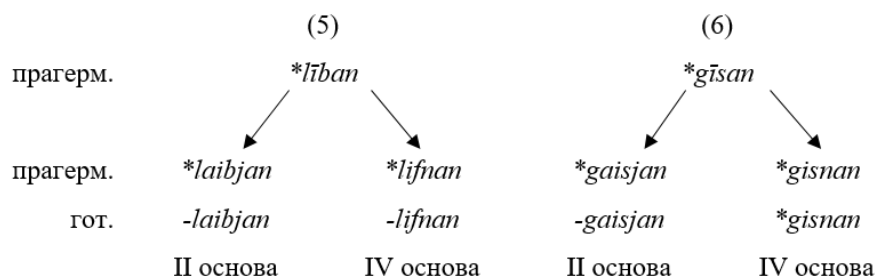 (5) (6)
прагерм. *līban *gīsan
прагерм. *laibjan *lifnan *gaisjan *gisnan
гот. -laibjan -lifnan -gaisjan *gisnan
II основа IV основа II основа IV основа